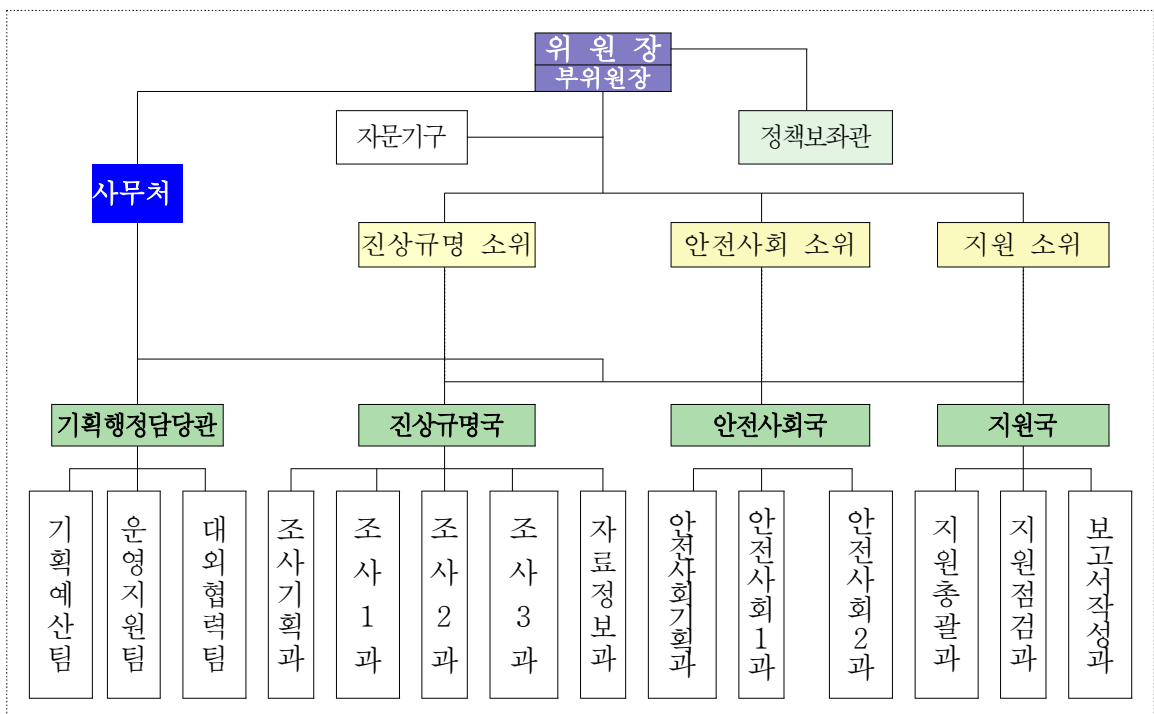 위 원 장
부위원장
자문기구
정책보좌관
사무처
진상규명 소위
안전사회 소위
지원 소위
기획행정담당관
진상규명국
안전사회국
지원국
기획예산팀
운영지원팀
대외협력팀
조사기획과
조사1과
조사2과
조사3과
자료정보과
안전사회기획과
안전사회1과
안전사회2과
지원총괄과
지원점검과
보고서작성과